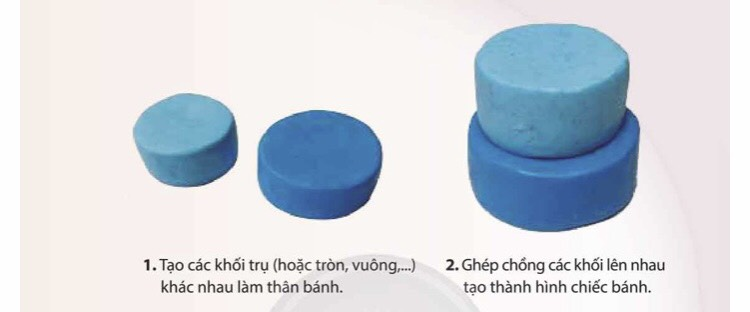 1. Tạo các khối trụ (hoặc tròn, vuông,...)
khác nhau làm thân bánh.
2. Ghép chồng các khối lên nhau
tạo thành hình chiếc bánh.